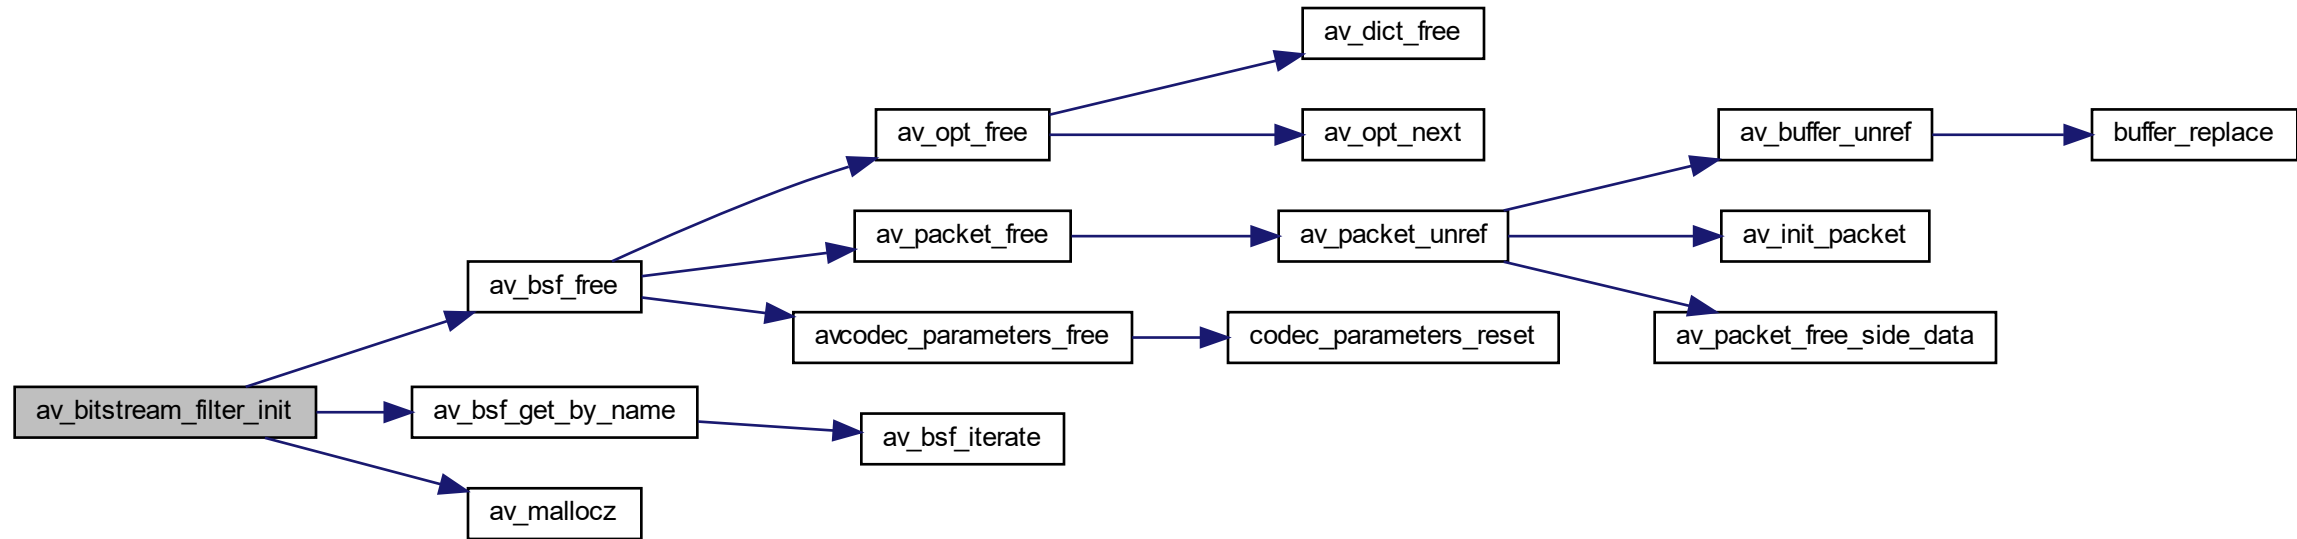 av_dict_free
av_opt_free
av_opt_next
av_buffer_unref
buffer_replace
av_packet_free
av_packet_unref
av_init_packet
av_bsf_free
avcodec_parameters_free
codec_parameters_reset
av_packet_free_side_data
av_bitstream_filter_init
av_bsf_get_by_name
av_bsf_iterate
av_mallocz